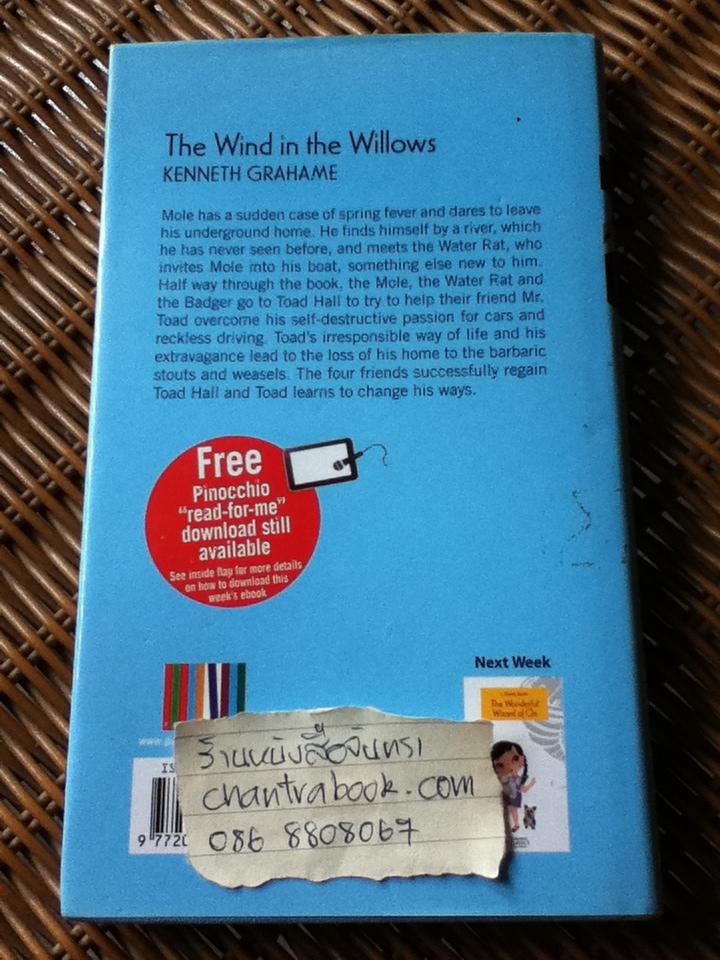 The Wind in the Willows
KENNETH GRAHAME
Mole has a sudden case of spring fever and dares to leave
his underground home. He finds himself by a river, which
he has never seen before, and meets the Water Rat, who
invites Mole into his boat, something else new to him.
Half way through the book, the Mole, the Water Rat and
the Badger go to Toad Hall to try to help their friend Mr.
Toad overcome his self-destructive passion for cars and
reckless driving. Toad's irresponsible way of life and his
extravagance lead to the loss of his home to the barbaric
stouts and weasels. The four friends successfully regain
Toad Hall and Toad learns to change his ways.
Free
Pinocchio
"read-for-me"
download still
available
See inside flap for more details
on how to download this
week's ebook
Next Week
The Wonderful
Wizard of Oz
www.
ร้านหนังสือจันทรา
chantrabook.com
086 8808067
IS
9 7720